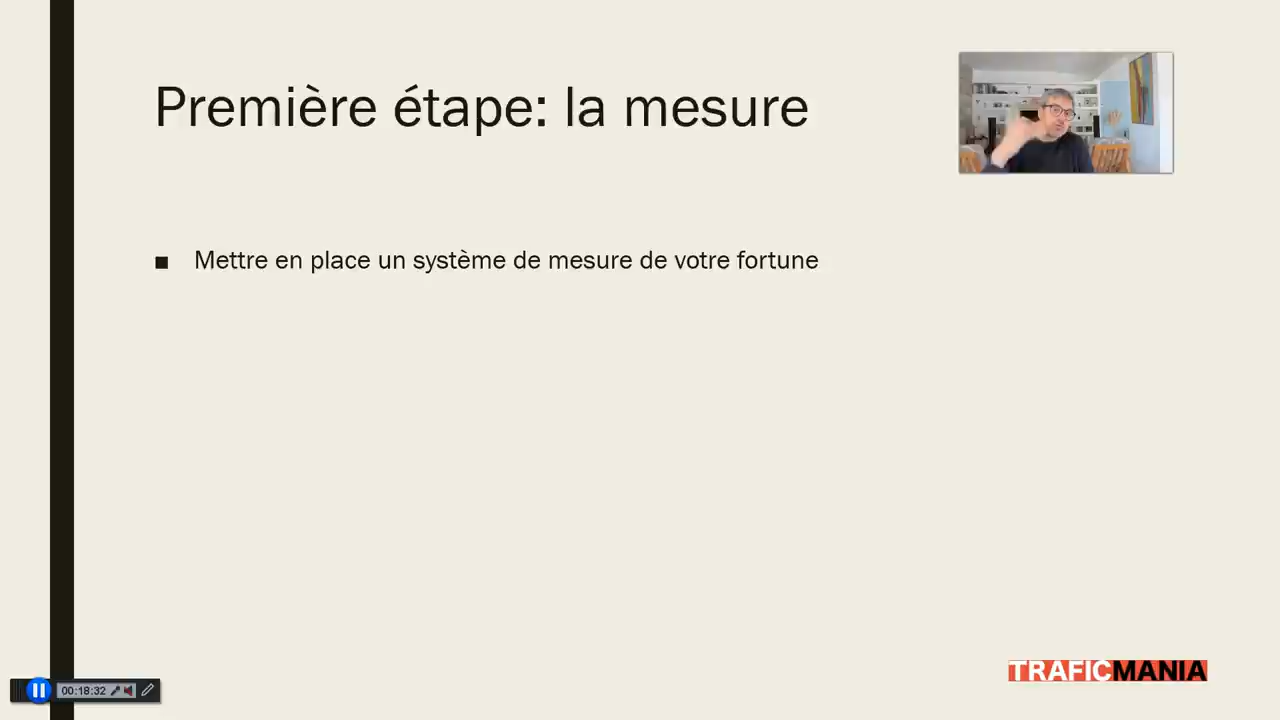 Première étape: la mesure
■ Mettre en place un système de mesure de votre fortune
TRAFICMANIA
00:18:32